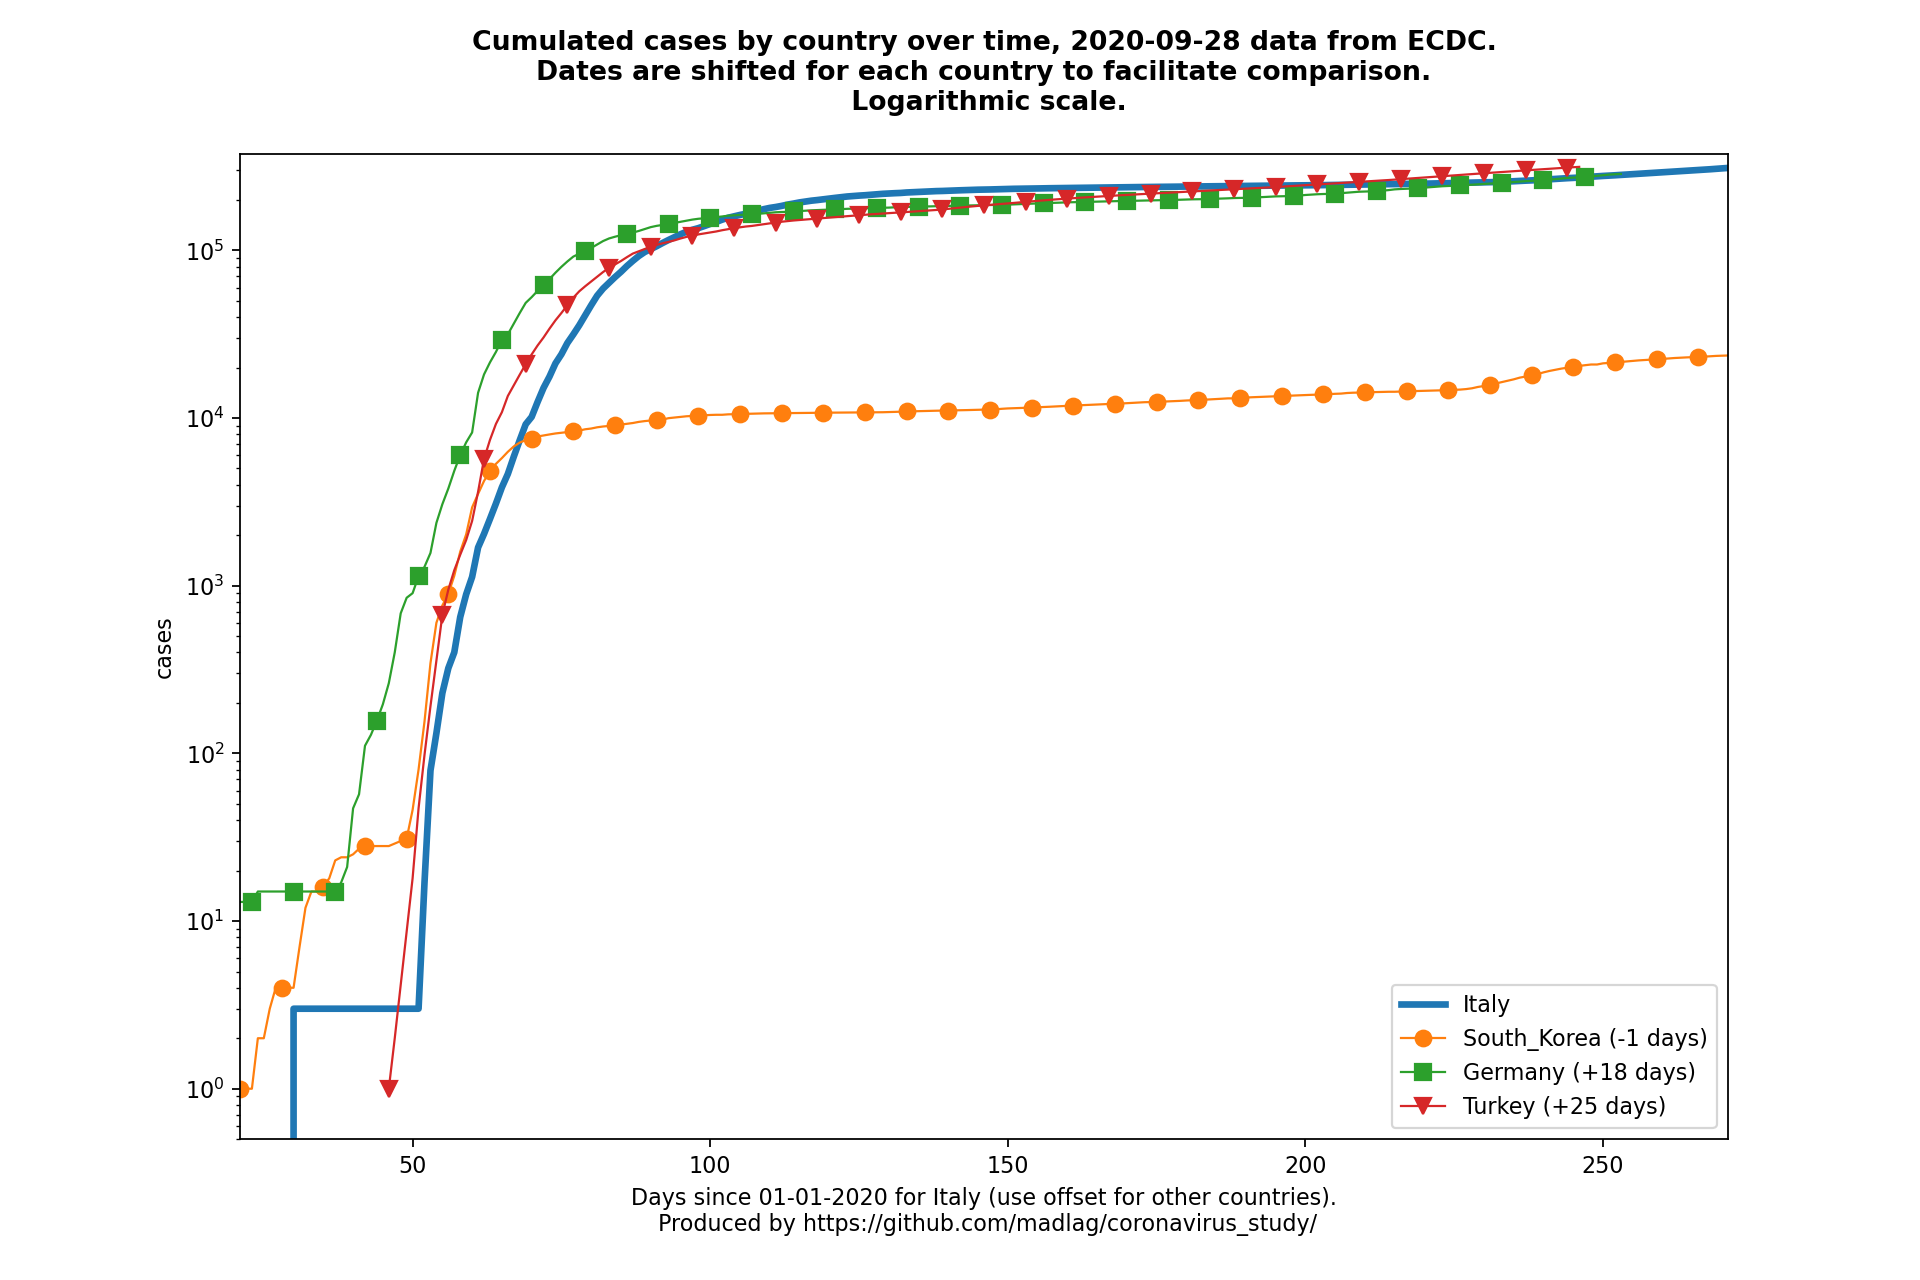 Cumulated cases by country over time, 2020-09-28 data from ECDC.
Dates are shifted for each country to facilitate comparison.
Logarithmic scale.
cases
10^5
10^4
10^3
10^2
10^1
10^0
50 100 150 200 250
Italy
South_Korea (-1 days)
Germany (+18 days)
Turkey (+25 days)
Days since 01-01-2020 for Italy (use offset for other countries).
Produced by https://github.com/madlag/coronavirus_study/